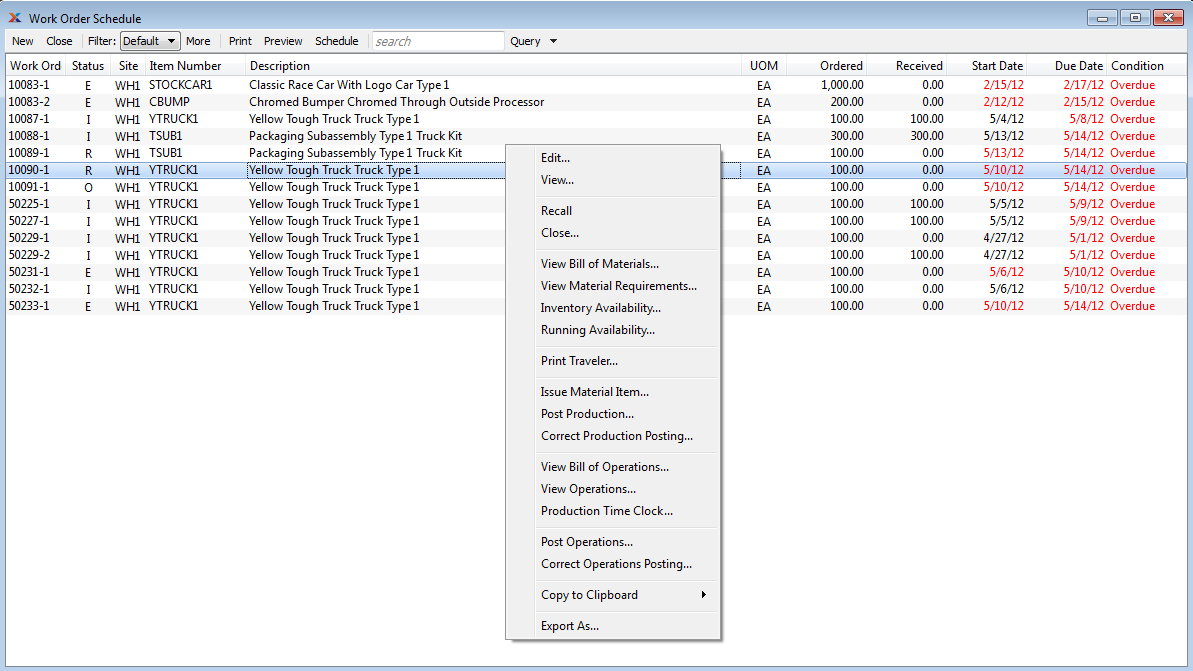 Work Order Schedule
New Close Filter: Default More Print Preview Schedule search Query
Work Ord Status Site Item Number Description UOM Ordered Received Start Date Due Date Condition
10083-1 E WH1 STOCKCAR1 Classic Race Car With Logo Car Type 1 EA 1,000.00 0.00 2/15/12 2/17/12 Overdue
10083-2 E WH1 CBUMP Chromed Bumper Chromed Through Outside Processor EA 200.00 0.00 2/12/12 2/15/12 Overdue
10087-1 I WH1 YTRUCK1 Yellow Tough Truck Truck Type 1 EA 100.00 100.00 5/4/12 5/8/12 Overdue
10088-1 I WH1 TSUB1 Packaging Subassembly Type 1 Truck Kit EA 300.00 300.00 5/13/12 5/14/12 Overdue
10089-1 R WH1 TSUB1 Packaging Subassembly Type 1 Truck Kit EA 100.00 0.00 5/13/12 5/14/12 Overdue
10090-1 R WH1 YTRUCK1 Yellow Tough Truck Truck Type 1 EA 100.00 0.00 5/10/12 5/14/12 Overdue
10091-1 O WH1 YTRUCK1 Yellow Tough Truck Truck Type 1 EA 100.00 0.00 5/10/12 5/14/12 Overdue
50225-1 I WH1 YTRUCK1 Yellow Tough Truck Truck Type 1 EA 100.00 100.00 5/5/12 5/9/12 Overdue
50227-1 I WH1 YTRUCK1 Yellow Tough Truck Truck Type 1 EA 100.00 100.00 5/5/12 5/9/12 Overdue
50229-1 I WH1 YTRUCK1 Yellow Tough Truck Truck Type 1 EA 100.00 0.00 4/27/12 5/1/12 Overdue
50229-2 I WH1 YTRUCK1 Yellow Tough Truck Truck Type 1 EA 100.00 100.00 4/27/12 5/1/12 Overdue
50231-1 E WH1 YTRUCK1 Yellow Tough Truck Truck Type 1 EA 100.00 0.00 5/6/12 5/10/12 Overdue
50232-1 I WH1 YTRUCK1 Yellow Tough Truck Truck Type 1 EA 100.00 0.00 5/6/12 5/10/12 Overdue
50233-1 E WH1 YTRUCK1 Yellow Tough Truck Truck Type 1 EA 100.00 0.00 5/10/12 5/14/12 Overdue
Edit...
View...
Recall
Close...
View Bill of Materials...
View Material Requirements...
Inventory Availability...
Running Availability...
Print Traveler...
Issue Material Item...
Post Production...
Correct Production Posting...
View Bill of Operations...
View Operations...
Production Time Clock...
Post Operations...
Correct Operations Posting...
Copy to Clipboard
Export As...